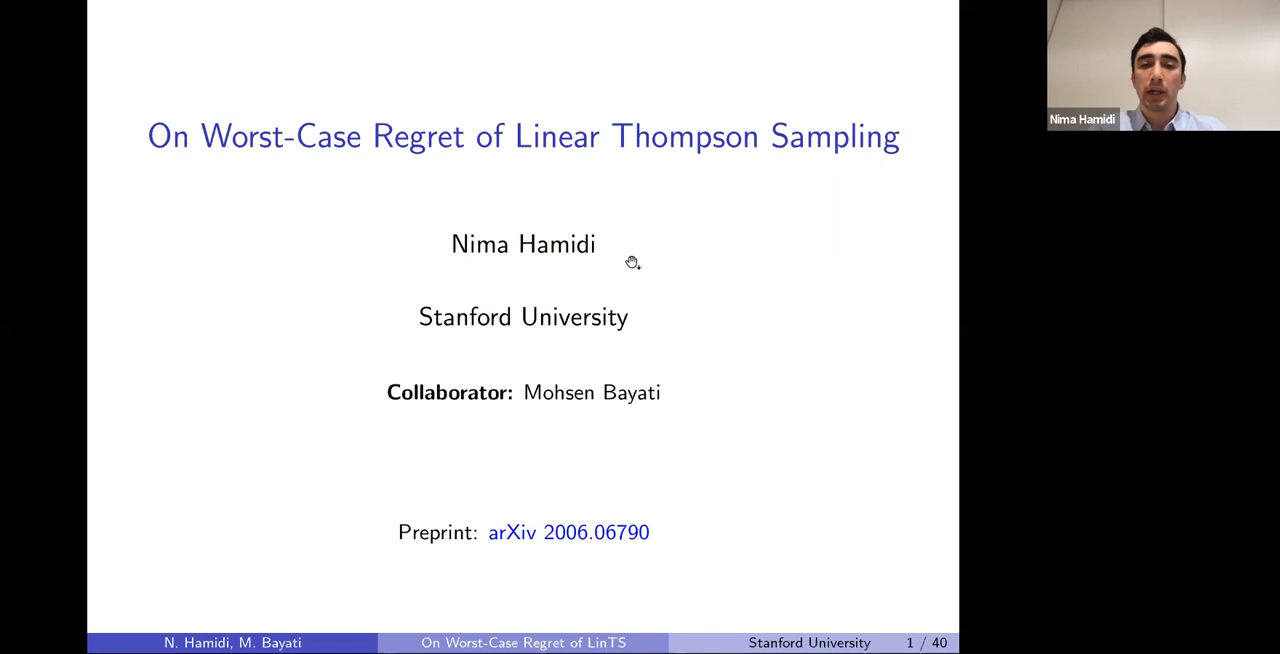 On Worst-Case Regret of Linear Thompson Sampling
Nima Hamidi
Stanford University
Collaborator: Mohsen Bayati
Preprint: arXiv 2006.06790
N. Hamidi, M. Bayati On Worst-Case Regret of LinTS Stanford University 1 / 40
Nima Hamidi